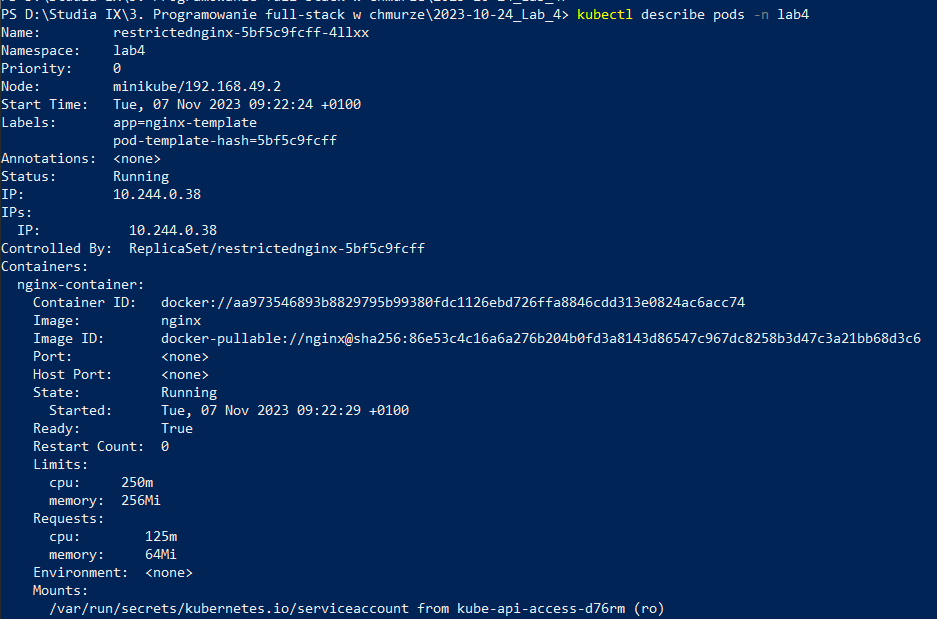 PS D:\Studia IX\3. Programowanie full-stack w chmurze\2023-10-24_Lab_4> kubectl describe pods -n lab4
Name:         restrictednginx-5bf5c9fcff-4llxx
Namespace:    lab4
Priority:     0
Node:         minikube/192.168.49.2
Start Time:   Tue, 07 Nov 2023 09:22:24 +0100
Labels:       app=nginx-template
              pod-template-hash=5bf5c9fcff
Annotations:  <none>
Status:       Running
IP:           10.244.0.38
IPs:
  IP:           10.244.0.38
Controlled By:  ReplicaSet/restrictednginx-5bf5c9fcff
Containers:
  nginx-container:
    Container ID:   docker://aa973546893b8829795b99380fdc1126ebd726ffa8846cdd313e0824ac6acc74
    Image:          nginx
    Image ID:       docker-pullable://nginx@sha256:86e53c4c16a6a276b204b0fd3a8143d86547c967dc8258b3d47c3a21bb68d3c6
    Port:           <none>
    Host Port:      <none>
    State:          Running
      Started:      Tue, 07 Nov 2023 09:22:29 +0100
    Ready:          True
    Restart Count:  0
    Limits:
      cpu:     250m
      memory:  256Mi
    Requests:
      cpu:        125m
      memory:     64Mi
    Environment:  <none>
    Mounts:
      /var/run/secrets/kubernetes.io/serviceaccount from kube-api-access-d76rm (ro)